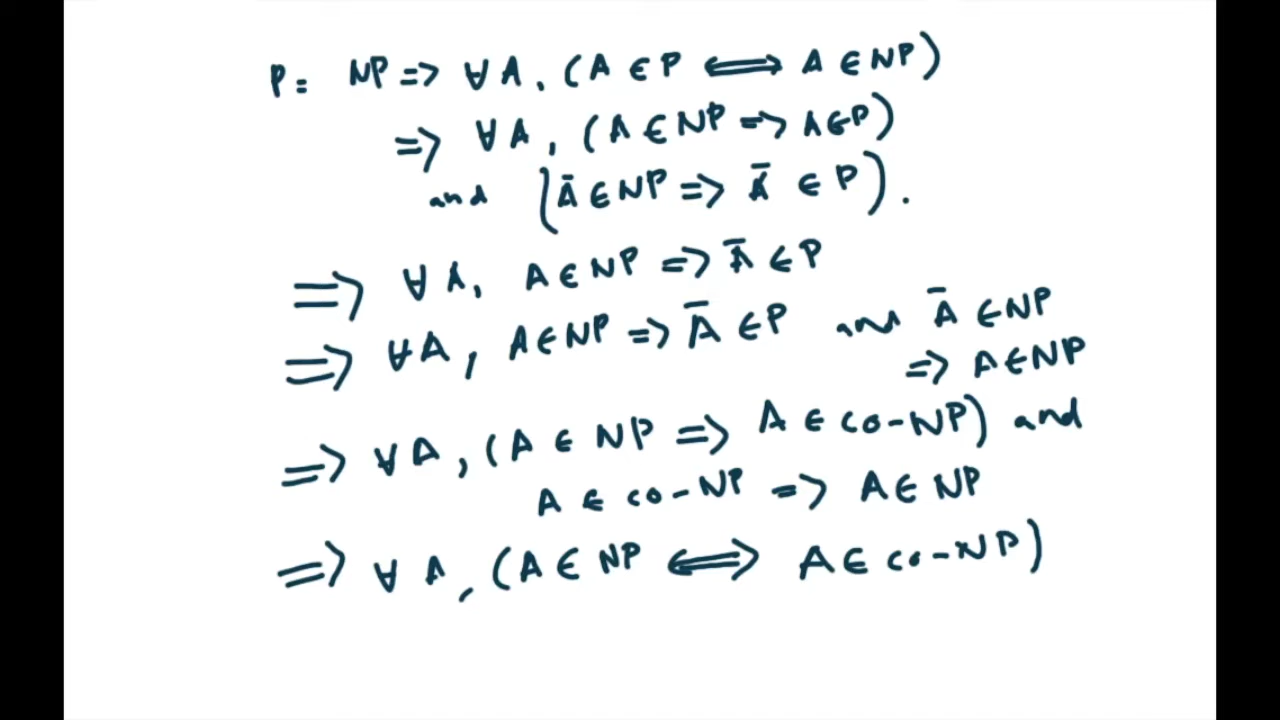 P = NP => ∀ A, (A ∈ P <=> A ∈ NP)
=> ∀ A, (A ∈ NP => A ∈ P)
and (Ā ∈ NP => Ā ∈ P).
=> ∀ A, A ∈ NP => Ā ∈ P
=> ∀ A, A ∈ NP => Ā ∈ P and Ā ∈ NP
=> A ∈ NP
=> ∀ A, (A ∈ NP => A ∈ co-NP) and
A ∈ co-NP => A ∈ NP
=> ∀ A, (A ∈ NP <=> A ∈ co-NP)